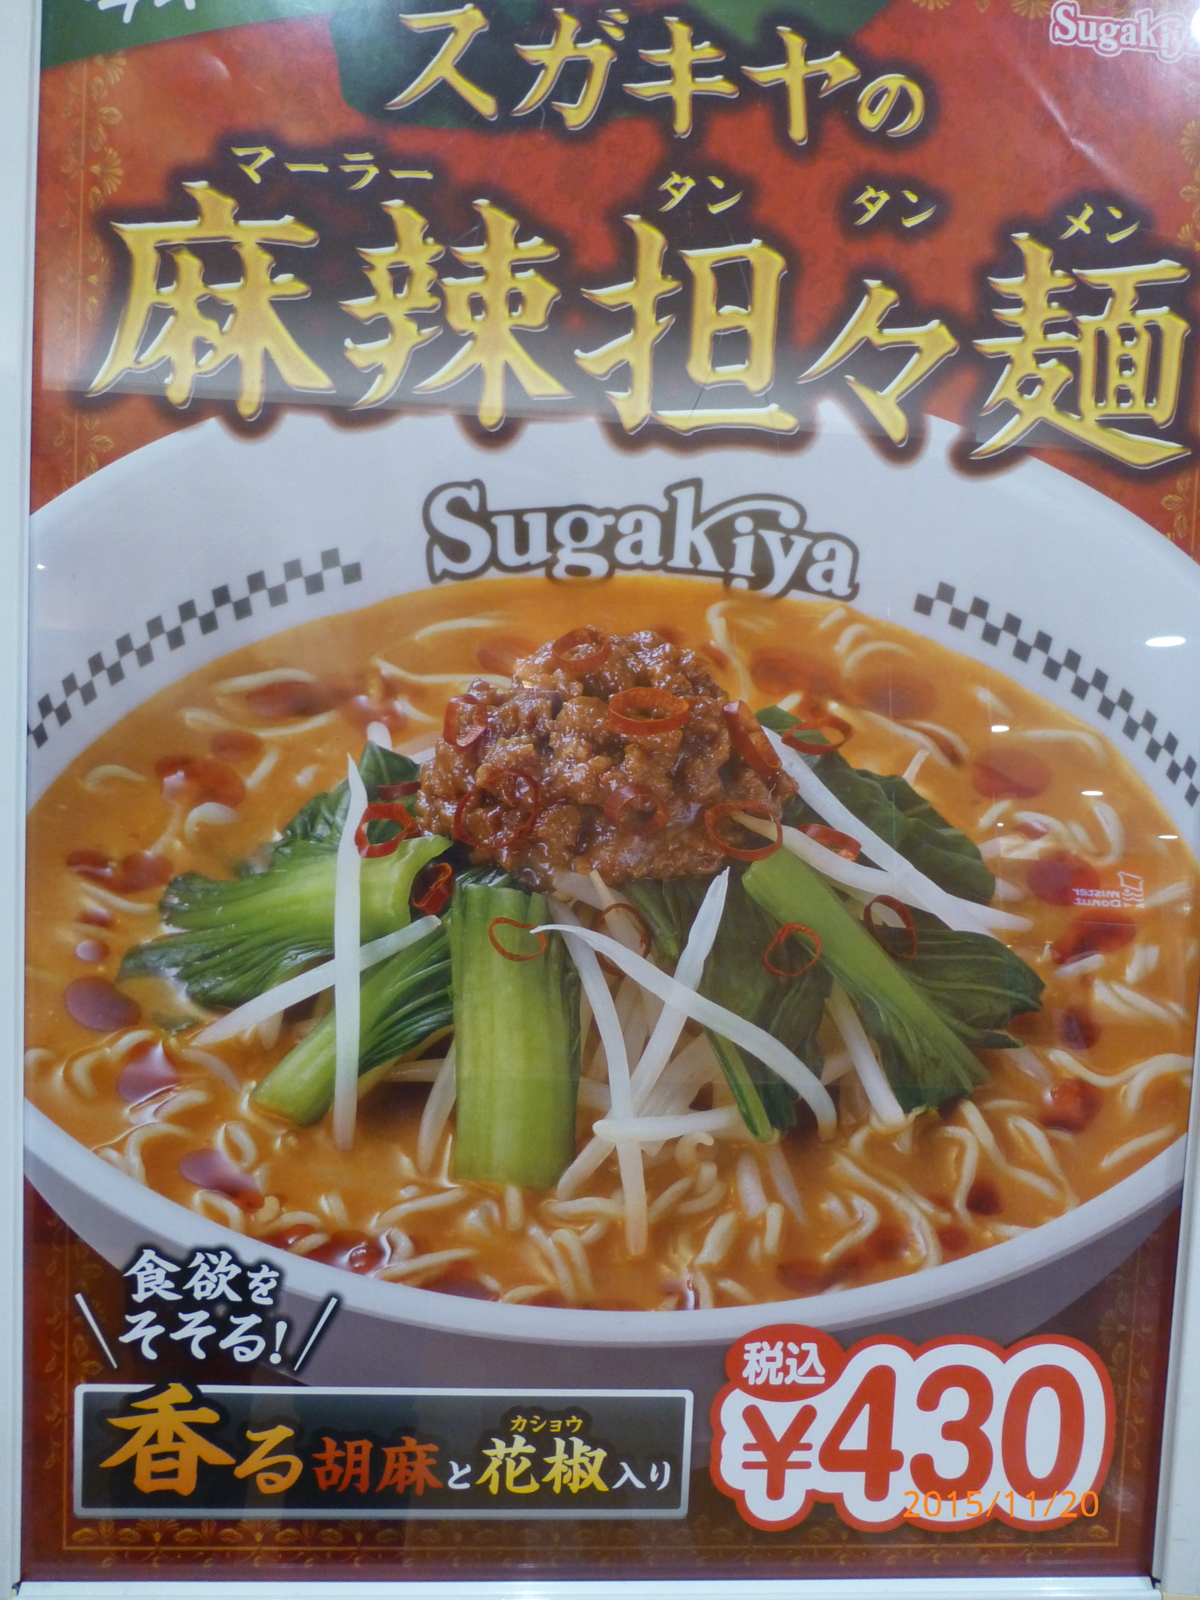 Sugakiya
スガキヤの
マーラー タン タン メン
麻辣担々麺
Sugakiya
mister
Donut
食欲を
そそる!
カショウ
香る胡麻と花椒入り
税込
¥430
2015/11/20